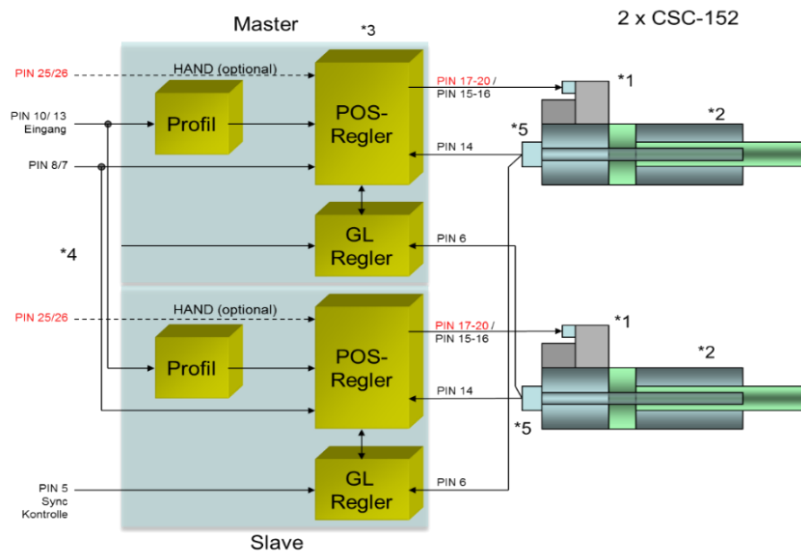 Master
*3
2 x CSC-152
PIN 25/26
HAND (optional)
PIN 17-20 /
PIN 15-16
*1
POS-
Regler
PIN 10/ 13
Eingang
Profil
*5
*2
PIN 14
PIN 8/7
GL
Regler
PIN 6
*4
PIN 25/26
HAND (optional)
PIN 17-20 /
PIN 15-16
*1
*2
POS-
Regler
Profil
PIN 14
*5
GL
Regler
PIN 6
PIN 5
Sync
Kontrolle
Slave